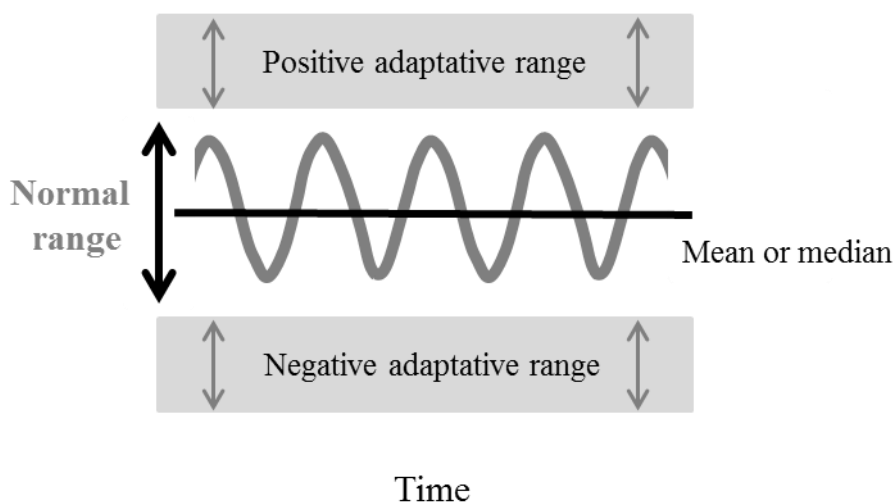 Positive adaptative range
Normal
range
Mean or median
Negative adaptative range
Time